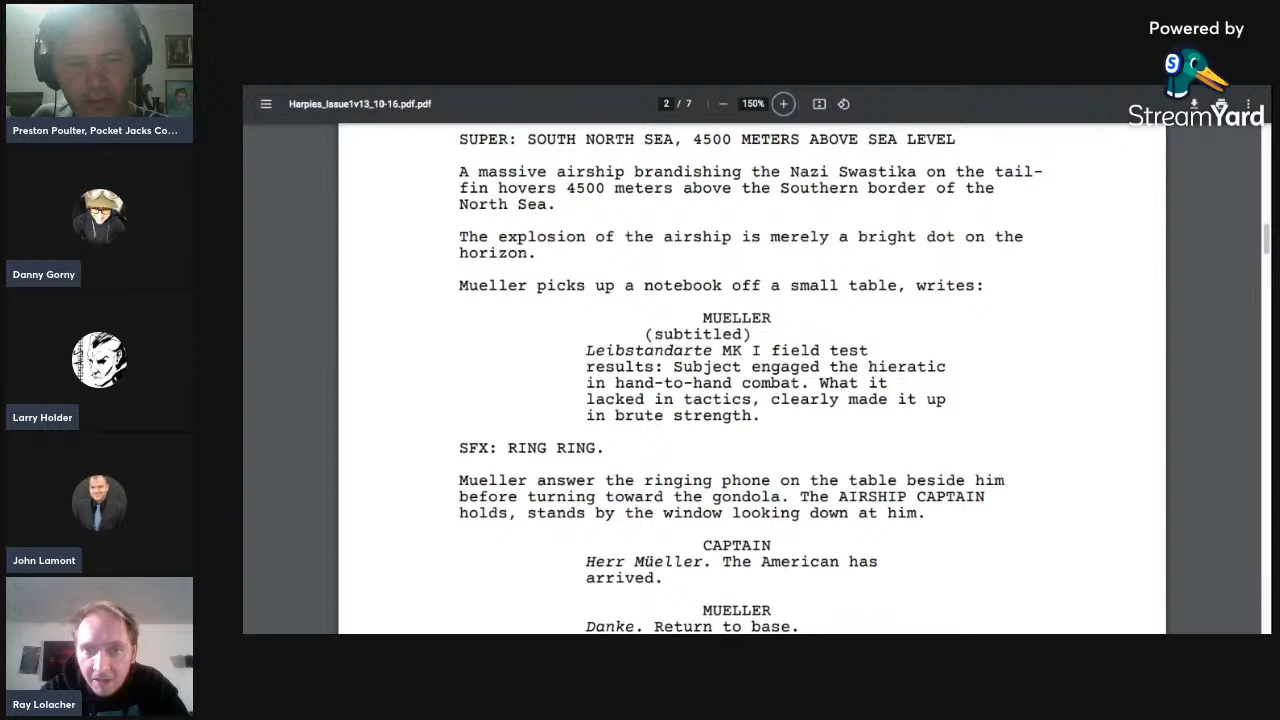 Powered by
S
StreamYard
Preston Poulter, Pocket Jacks Co...
Danny Gorny
Larry Holder
John Lamont
Ray Lolacher
Harpies_Issue1v13_10-16.pdf.pdf
2 / 7
150%
SUPER: SOUTH NORTH SEA, 4500 METERS ABOVE SEA LEVEL
A massive airship brandishing the Nazi Swastika on the tail-
fin hovers 4500 meters above the Southern border of the
North Sea.
The explosion of the airship is merely a bright dot on the
horizon.
Mueller picks up a notebook off a small table, writes:
MUELLER
(subtitled)
Leibstandarte MK I field test
results: Subject engaged the hieratic
in hand-to-hand combat. What it
lacked in tactics, clearly made it up
in brute strength.
SFX: RING RING.
Mueller answer the ringing phone on the table beside him
before turning toward the gondola. The AIRSHIP CAPTAIN
holds, stands by the window looking down at him.
CAPTAIN
Herr Müeller. The American has
arrived.
MUELLER
Danke. Return to base.